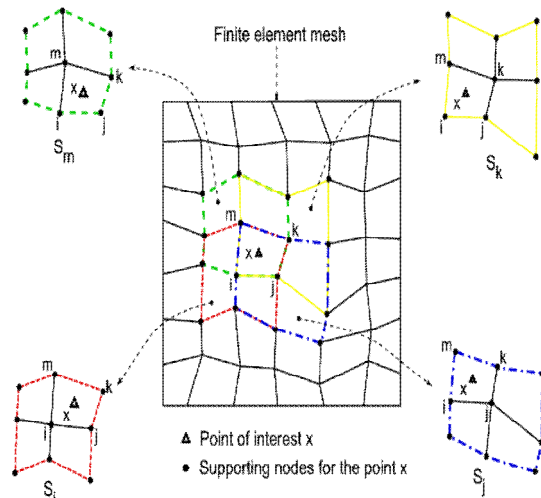 Finite element mesh
m
k
x
i
j
S_m
m
k
x
i
j
S_k
m
k
x
i
j
m
k
x
i
j
S_i
m
k
x
i
j
S_j
Point of interest x
Supporting nodes for the point x